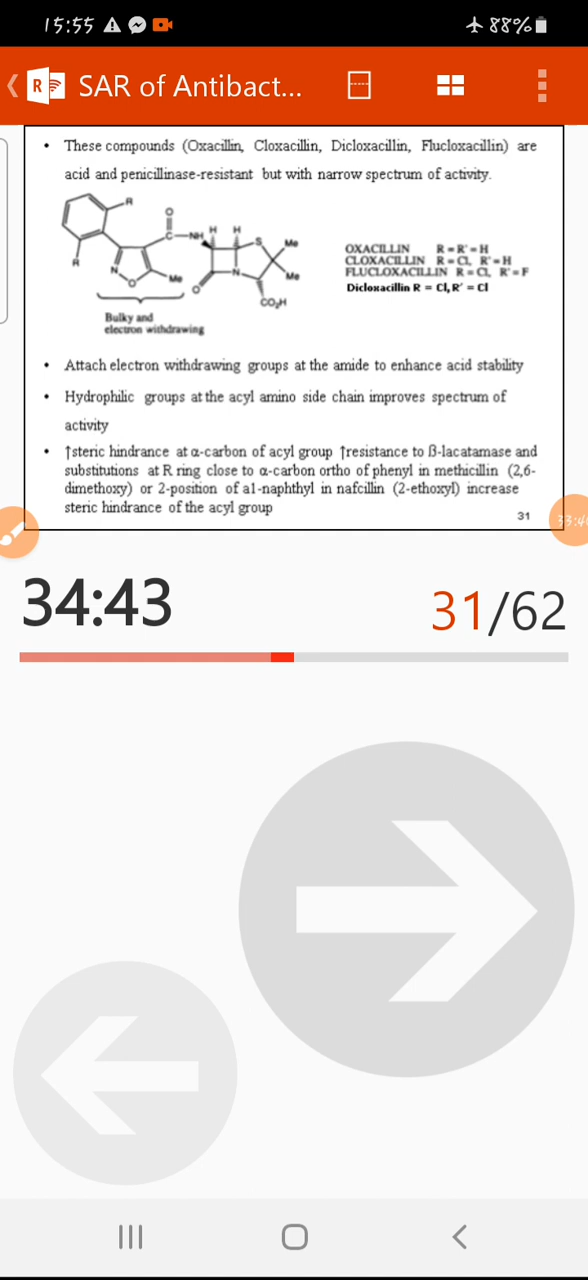 15:55
88%
R
SAR of Antibact...
• These compounds (Oxacillin, Cloxacillin, Dicloxacillin, Flucloxacillin) are
acid and penicillinase-resistant but with narrow spectrum of activity.
R
O
C
NH
H
H
S
Me
R
N
O
Me
O
N
Me
CO₂H
OXACILLIN R = R' = H
CLOXACILLIN R = Cl, R' = H
FLUCLOXACILLIN R = Cl, R' = F
Dicloxacillin R = Cl, R' = Cl
Bulky and
electron withdrawing
• Attach electron withdrawing groups at the amide to enhance acid stability
• Hydrophilic groups at the acyl amino side chain improves spectrum of
activity
• ↑steric hindrance at α-carbon of acyl group ↑resistance to β-lacatamase and
substitutions at R ring close to α-carbon ortho of phenyl in methicillin (2,6-
dimethoxy) or 2-position of a1-naphthyl in nafcillin (2-ethoxyl) increase
steric hindrance of the acyl group
31
34:43
31/62